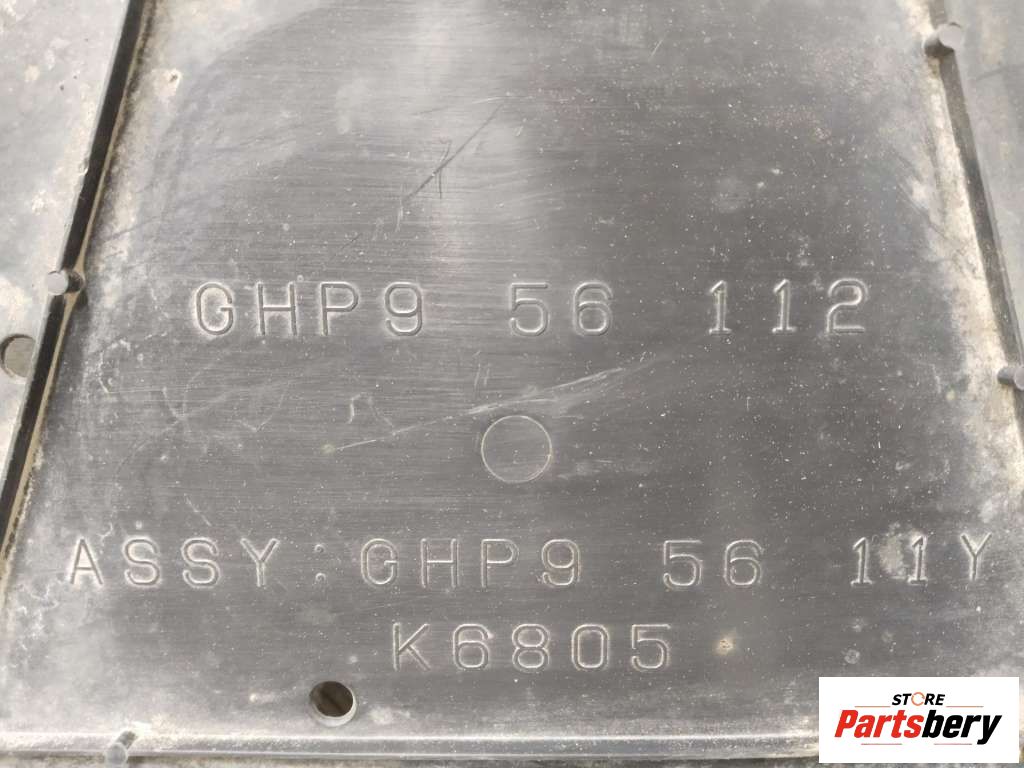 GHP9 56 112
ASSY:GHP9 56 11Y
K6805
STORE
Partsbery